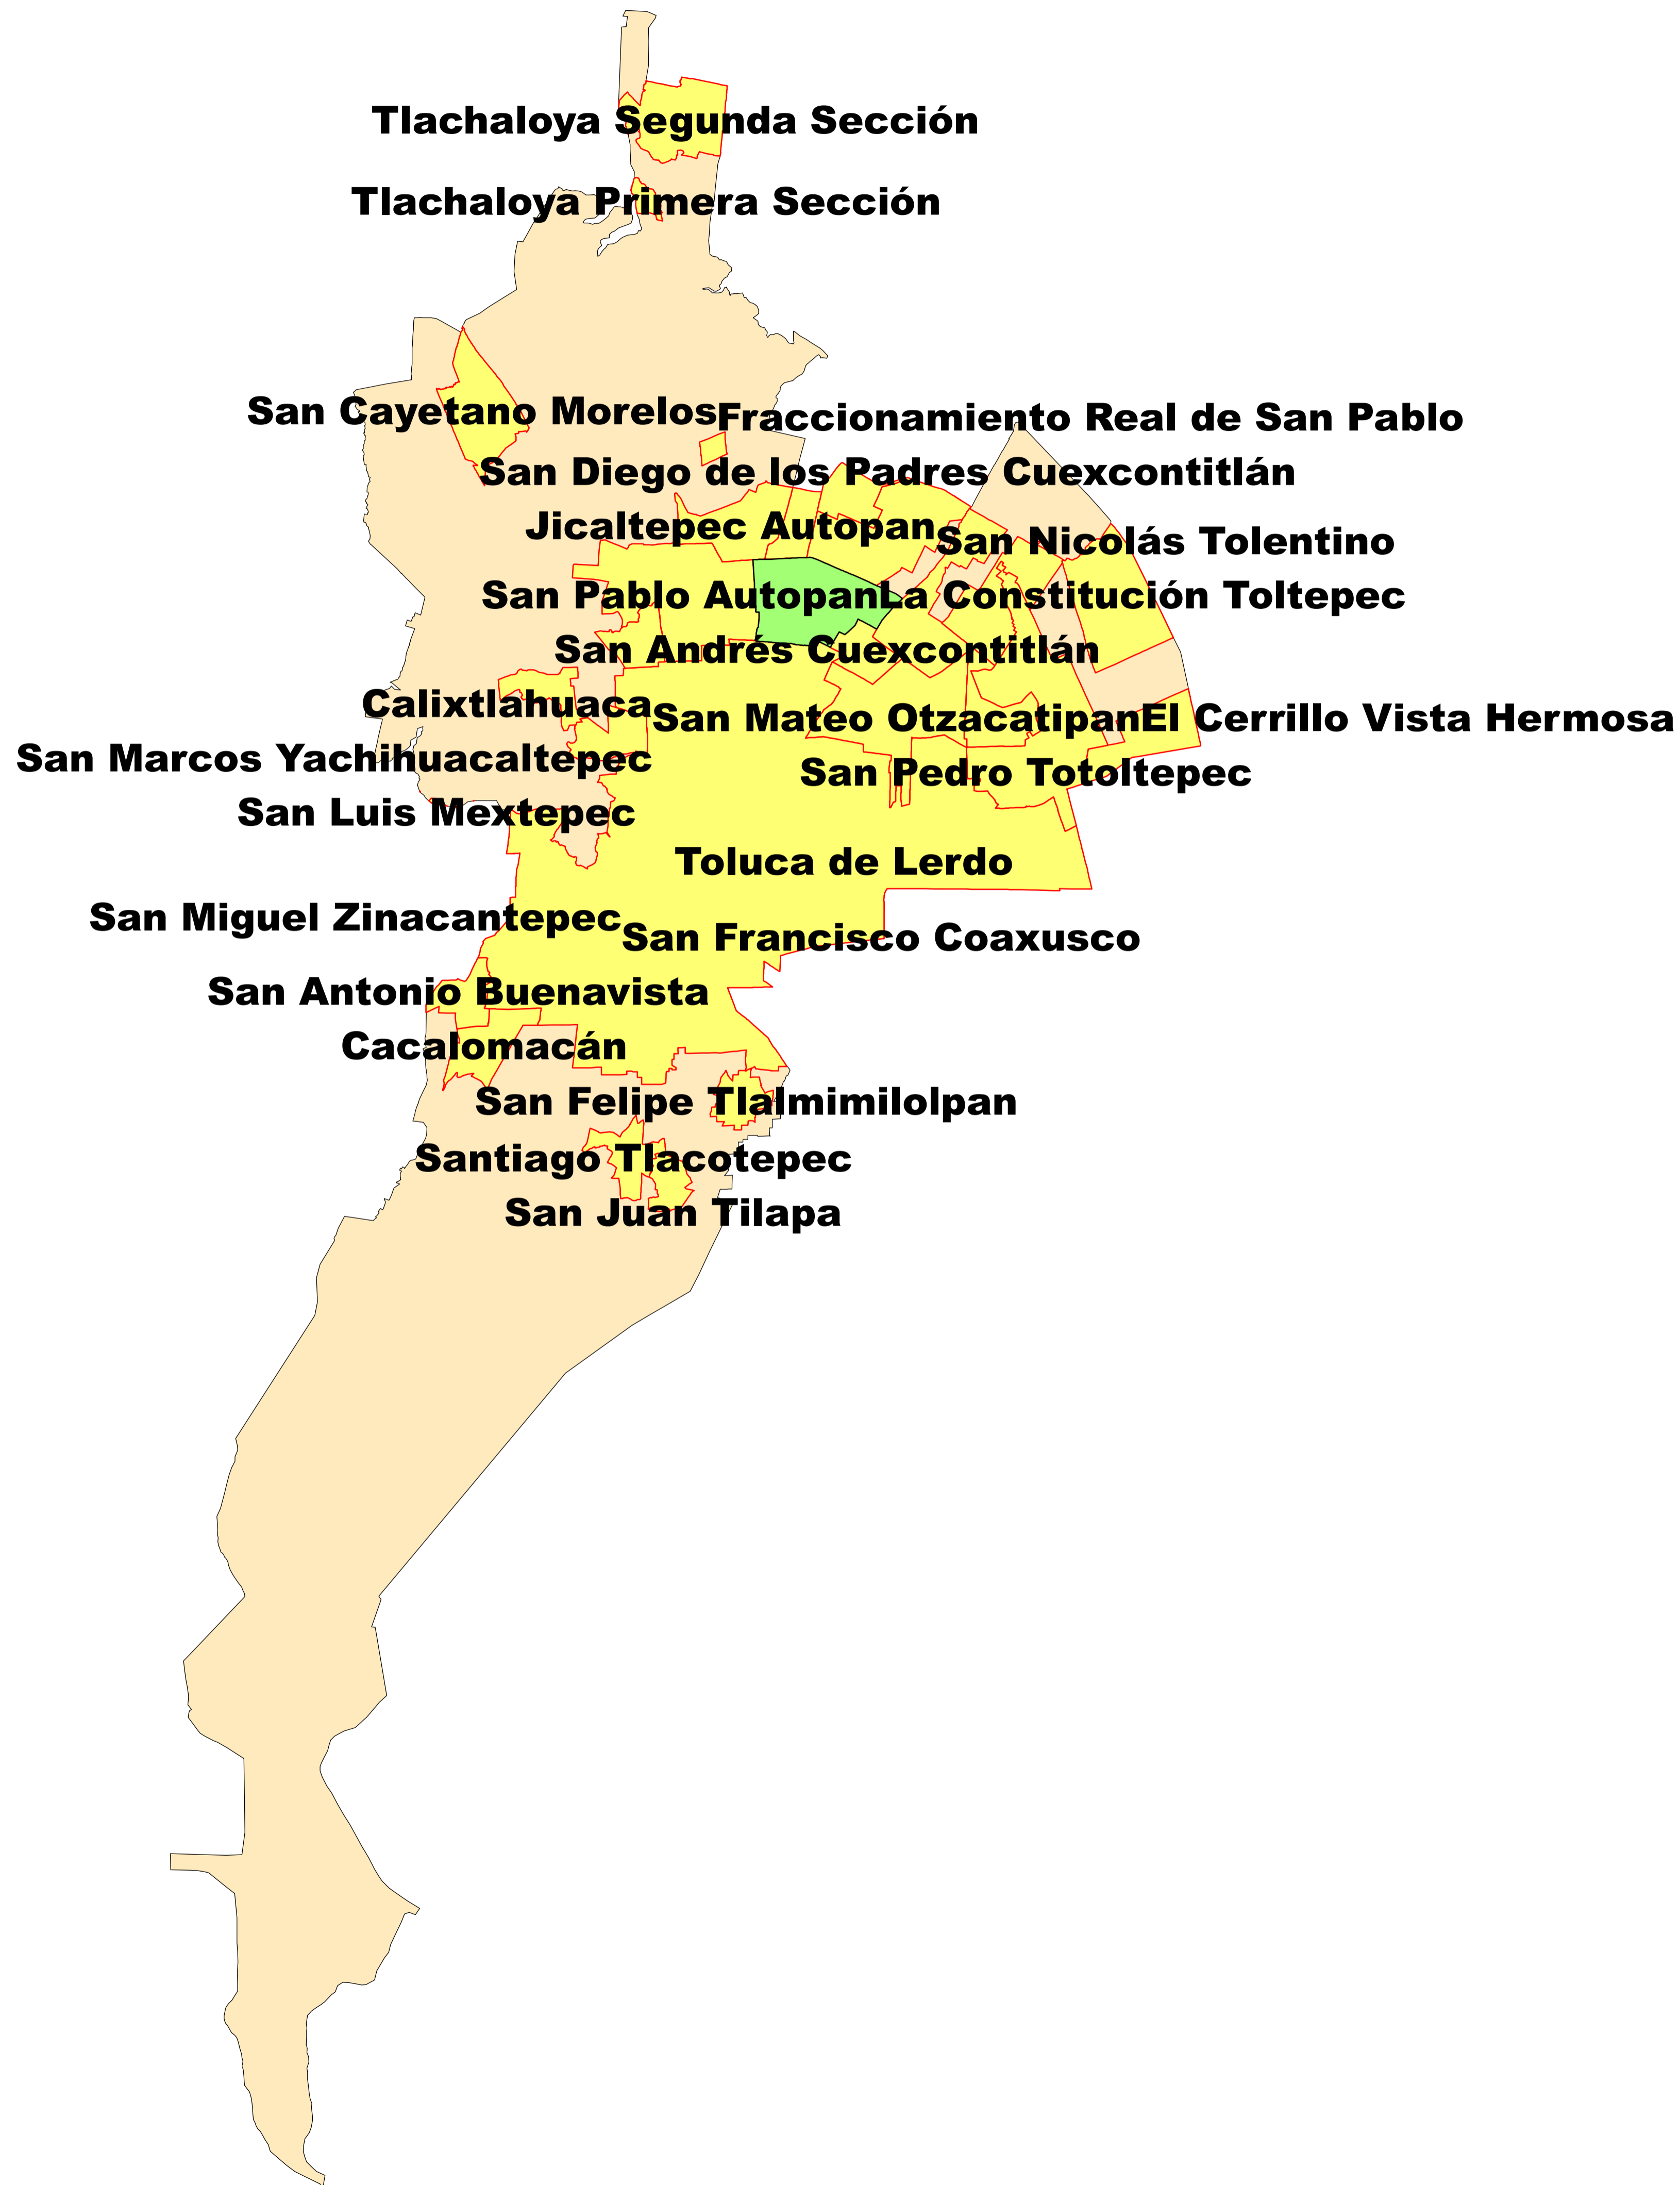 Tlachaloya Segunda Sección
Tlachaloya Primera Sección
San Cayetano Morelos
Fraccionamiento Real de San Pablo
San Diego de los Padres Cuexcontitlán
Jicaltepec Autopan
San Nicolás Tolentino
San Pablo Autopan
La Constitución Toltepec
San Andrés Cuexcontitlán
Calixtlahuaca
San Mateo Otzacatipan
El Cerrillo Vista Hermosa
San Marcos Yachihuacaltepec
San Pedro Totoltepec
San Luis Mextepec
Toluca de Lerdo
San Miguel Zinacantepec
San Francisco Coaxusco
San Antonio Buenavista
Cacalomacán
San Felipe Tlalmimilolpan
Santiago Tlacotepec
San Juan Tilapa